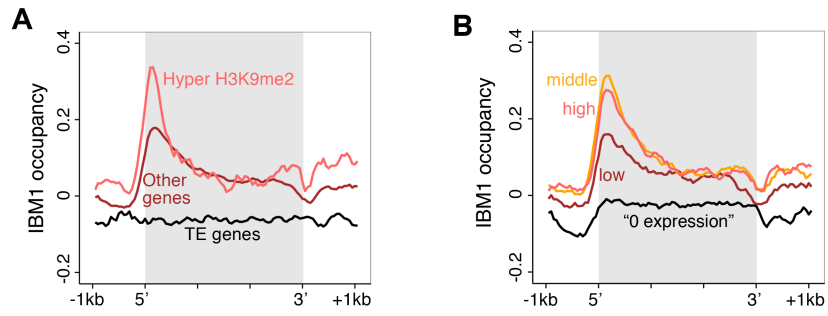 A
IBM1 occupancy
0.4
0.2
0
-0.2
Hyper H3K9me2
Other
genes
TE genes
-1kb 5’ 3’ +1kb
B
IBM1 occupancy
0.4
0.2
0
-0.2
middle
high
low
“0 expression”
-1kb 5’ 3’ +1kb